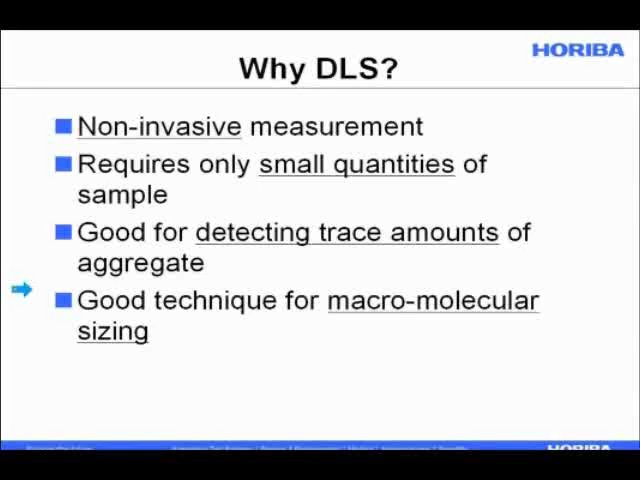 HORIBA
Why DLS?
Non-invasive measurement
Requires only small quantities of
sample
Good for detecting trace amounts of
aggregate
Good technique for macro-molecular
sizing
HORIBA